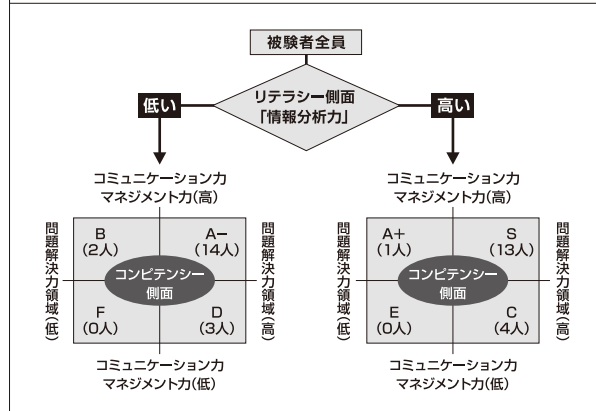 被験者全員
リテラシー側面
「情報分析力」
低い
高い
コミュニケーション力
マネジメント力(高)
問題解決力領域(低)
B
(2人)
A−
(14人)
コンピテンシー
側面
F
(0人)
D
(3人)
問題解決力領域(高)
コミュニケーション力
マネジメント力(低)
コミュニケーション力
マネジメント力(高)
問題解決力領域(低)
A+
(1人)
S
(13人)
コンピテンシー
側面
E
(0人)
C
(4人)
問題解決力領域(高)
コミュニケーション力
マネジメント力(低)